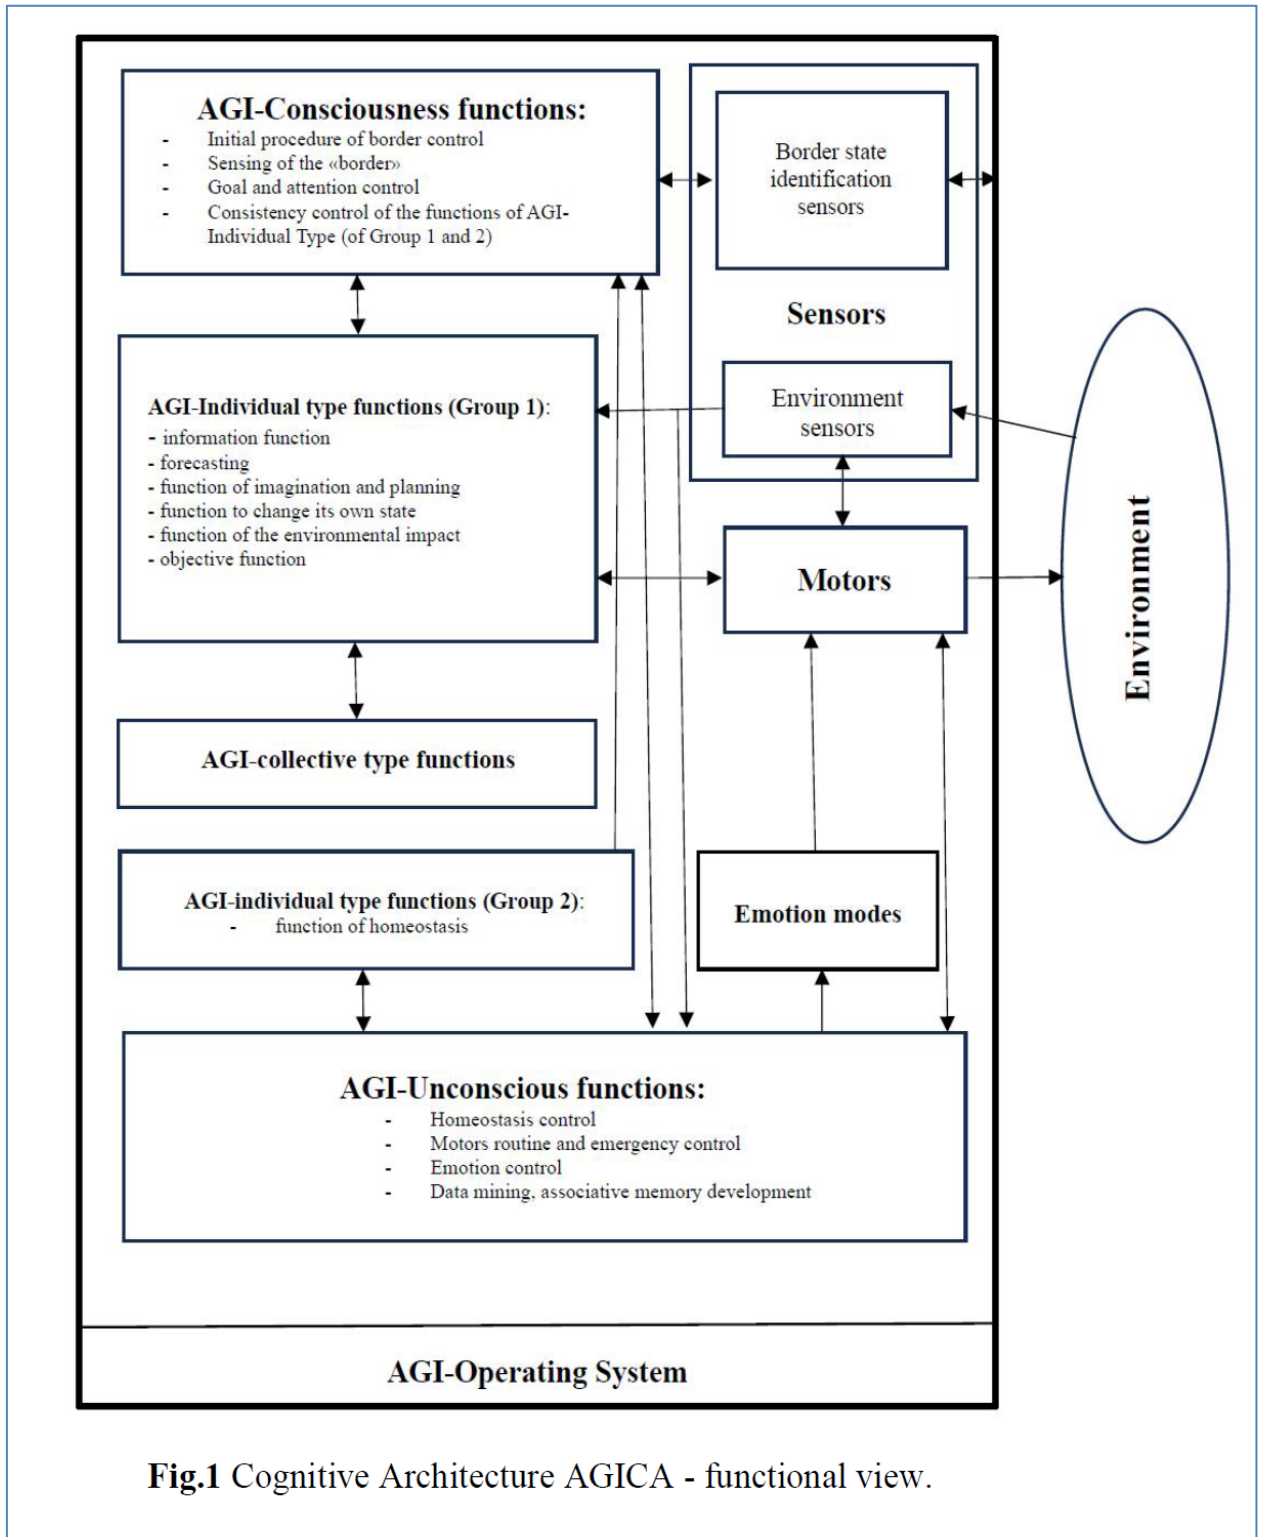 AGI-Consciousness functions:
- Initial procedure of border control
- Sensing of the «border»
- Goal and attention control
- Consistency control of the functions of AGI-
Individual Type (of Group 1 and 2)
Border state
identification
sensors
Sensors
Environment
sensors
AGI-Individual type functions (Group 1):
- information function
- forecasting
- function of imagination and planning
- function to change its own state
- function of the environmental impact
- objective function
Motors
Environment
AGI-collective type functions
AGI-individual type functions (Group 2):
- function of homeostasis
Emotion modes
AGI-Unconscious functions:
- Homeostasis control
- Motors routine and emergency control
- Emotion control
- Data mining, associative memory development
AGI-Operating System
Fig.1 Cognitive Architecture AGICA - functional view.